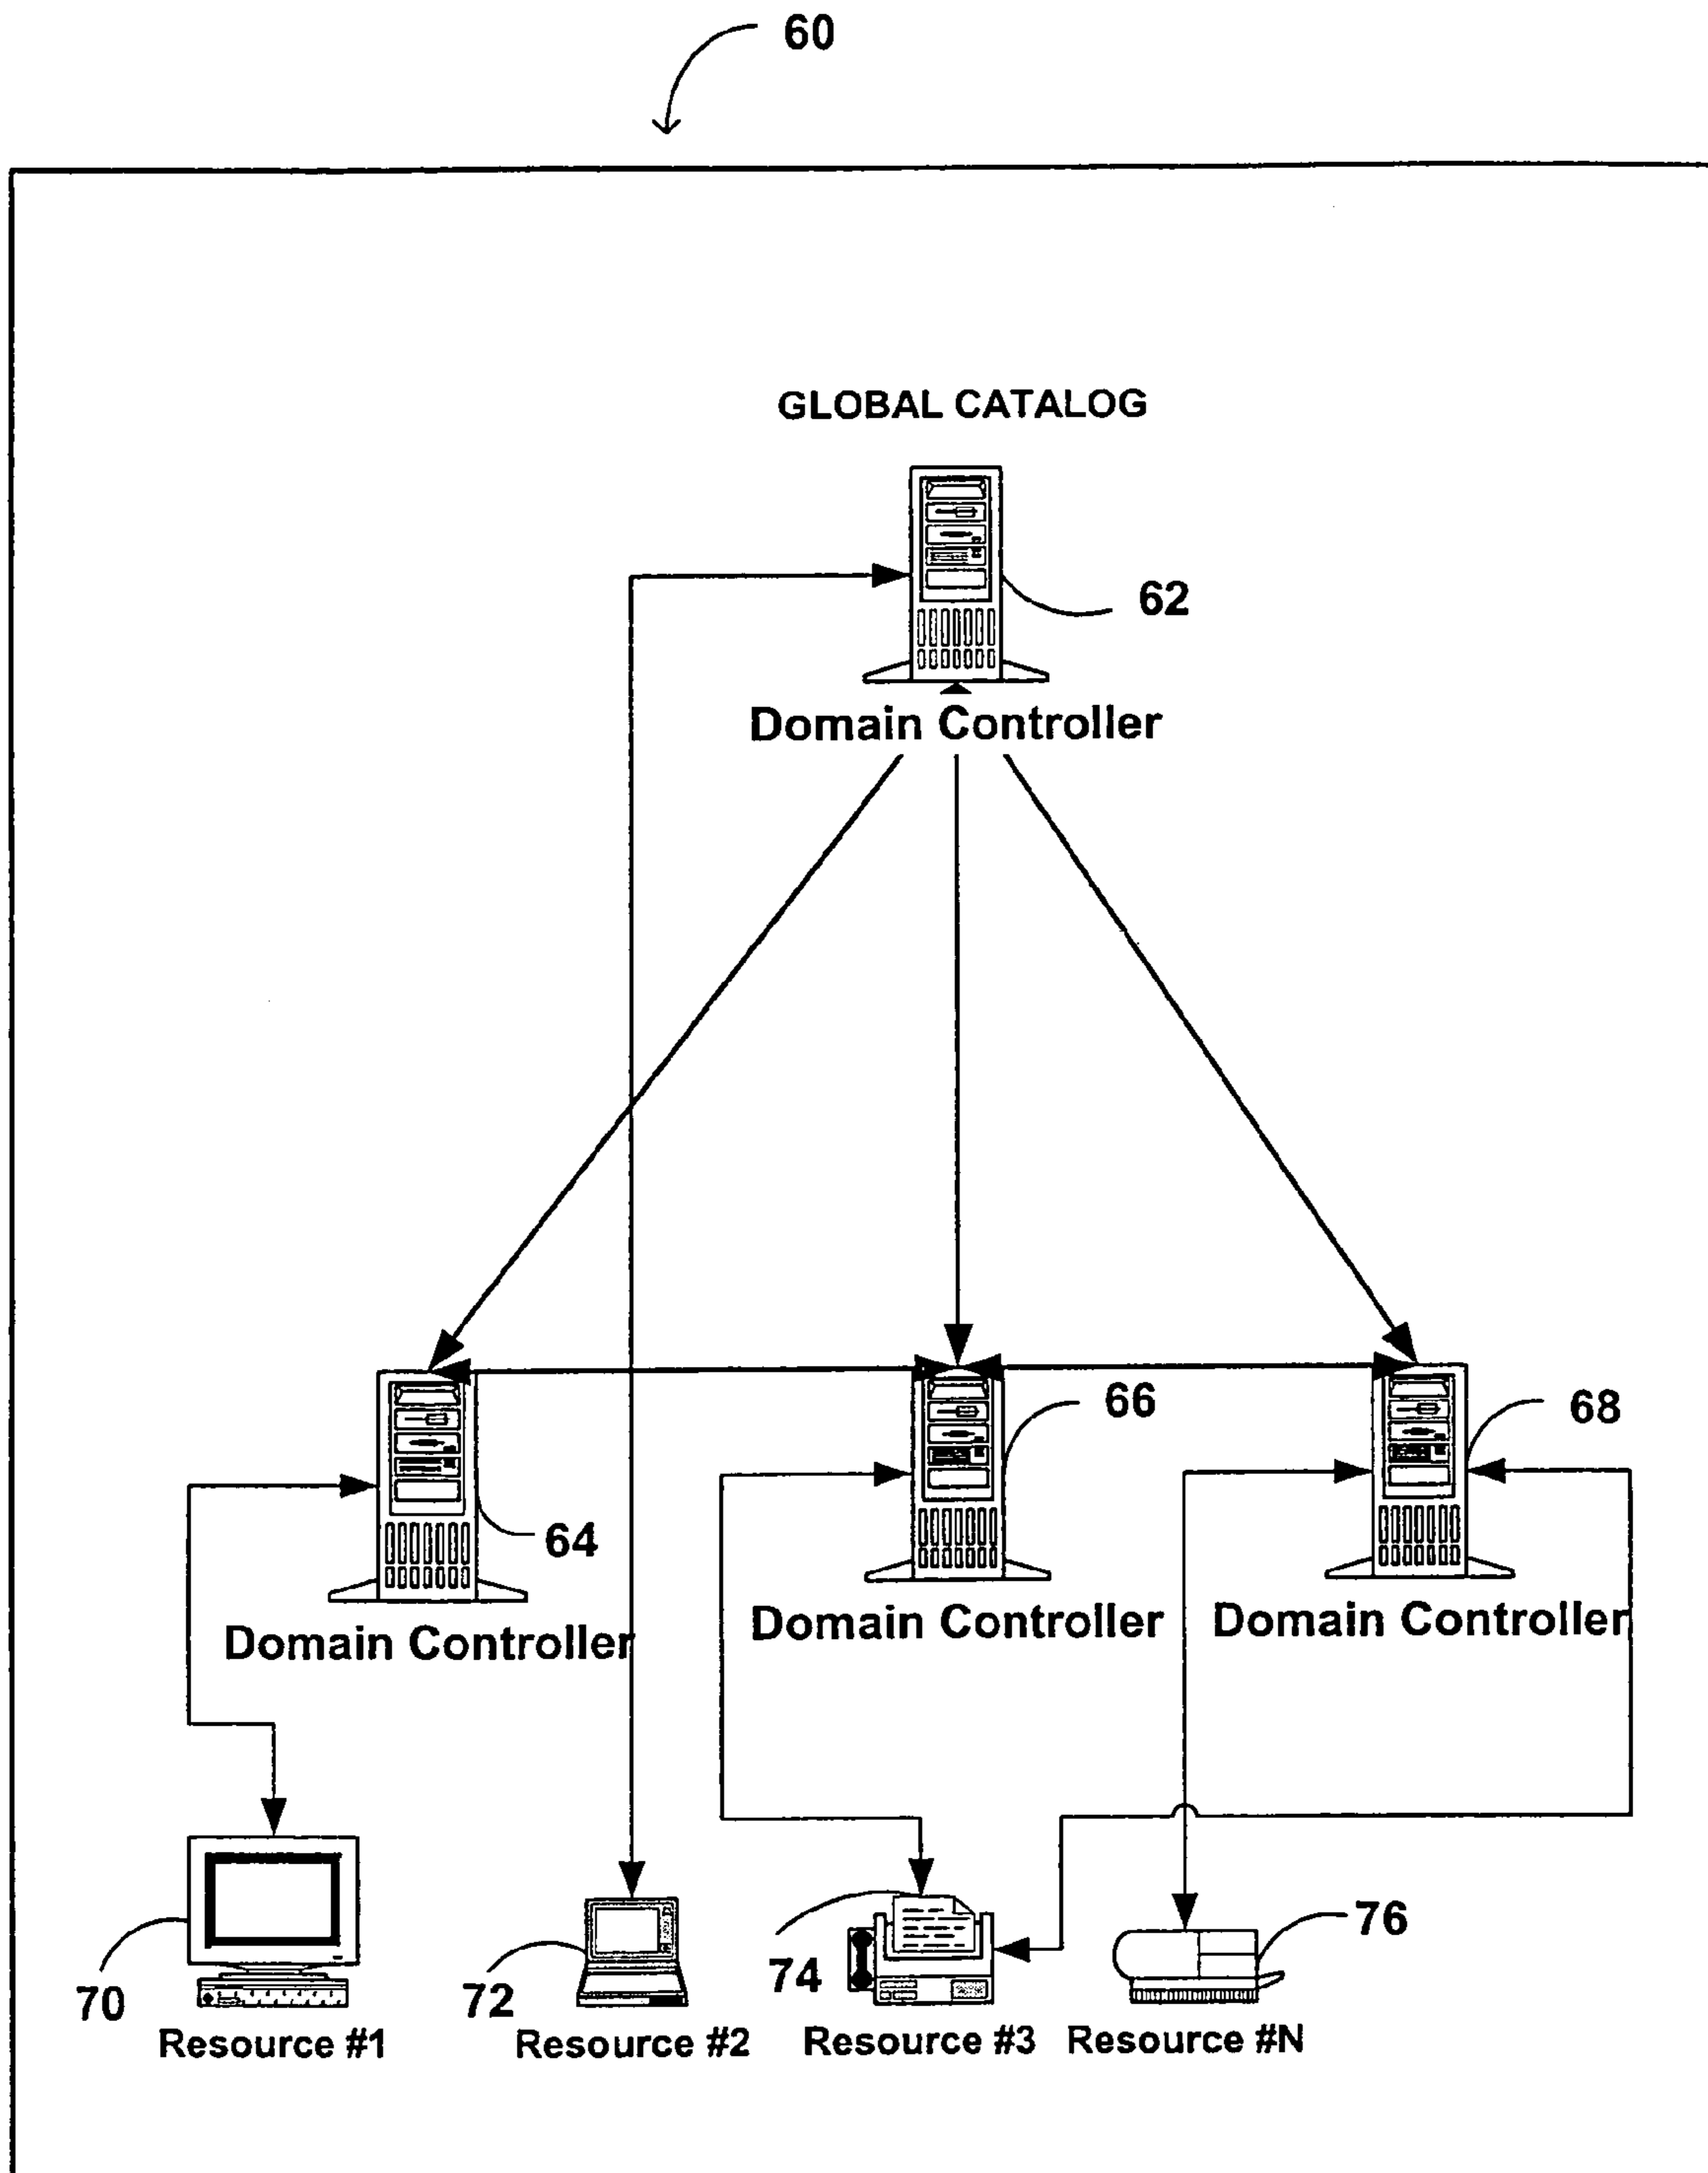 60
GLOBAL CATALOG
62
Domain Controller
66
68
64
Domain Controller
Domain Controller
Domain Controller
76
74
70
72
Resource #1
Resource #2
Resource #3
Resource #N